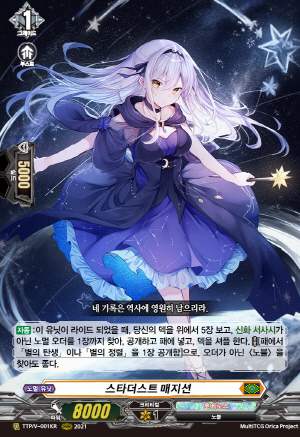 1
그레이드
부스트
5000
실드
네 기록은 역사에 영원히 남으리라.
자동 : 이 유닛이 라이드 되었을 때, 당신의 덱을 위에서 5장 보고, 신화 서사시가
아닌 노멀 오더를 1장까지 찾아, 공개하고 패에 넣고, 덱을 셔플 한다. 패에서
「별의 탄생」이나 「별의 정렬」을 1장 공개함으로, 오더가 아닌 《노블》을
찾아도 좋다.
노멀 유닛
스타더스트 매지션
파워 8000
크리티컬 1
노블
TTP/V-001KR 2021
MultiTCG Orica Project